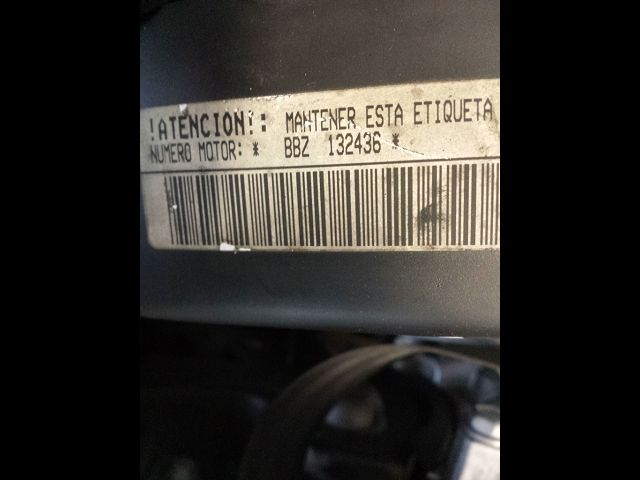 !ATENCION!: MANTENER ESTA ETIQUETA
NUMERO MOTOR: * BBZ 132436 *